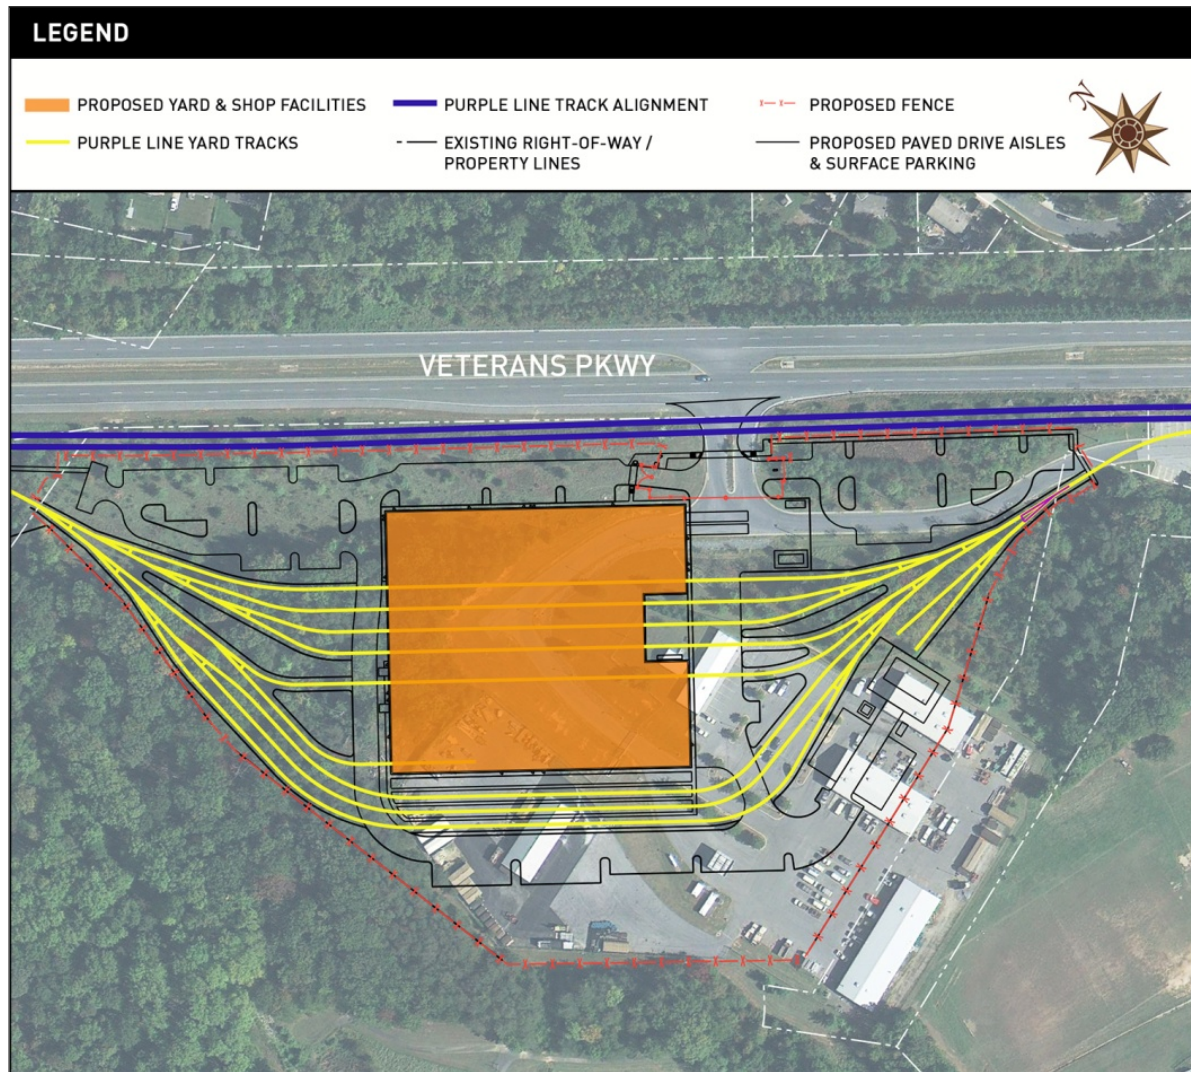 LEGEND
PROPOSED YARD & SHOP FACILITIES
PURPLE LINE TRACK ALIGNMENT
PROPOSED FENCE
N
PURPLE LINE YARD TRACKS
EXISTING RIGHT-OF-WAY /
PROPERTY LINES
PROPOSED PAVED DRIVE AISLES
& SURFACE PARKING
VETERANS PKWY